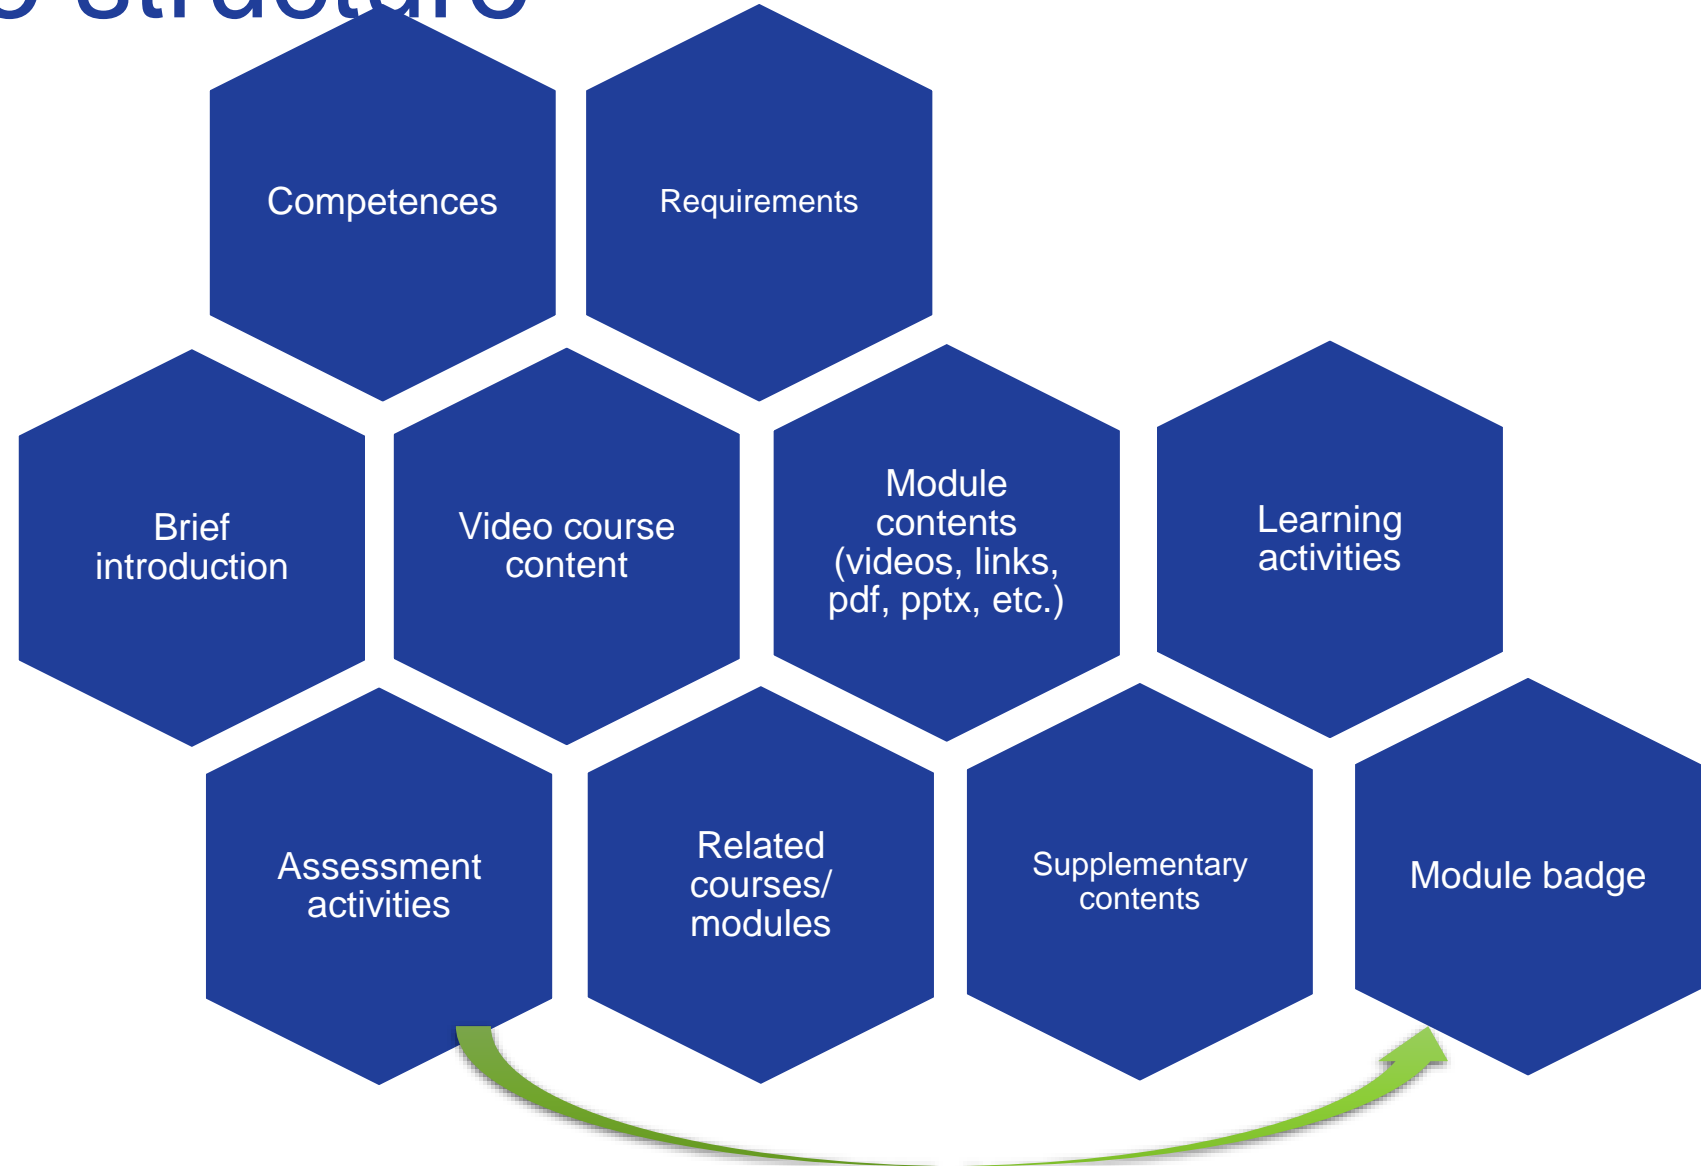 structure
Competences
Requirements
Brief
introduction
Video course
content
Module
contents
(videos, links,
pdf, pptx, etc.)
Learning
activities
Assessment
activities
Related
courses/
modules
Supplementary
contents
Module badge